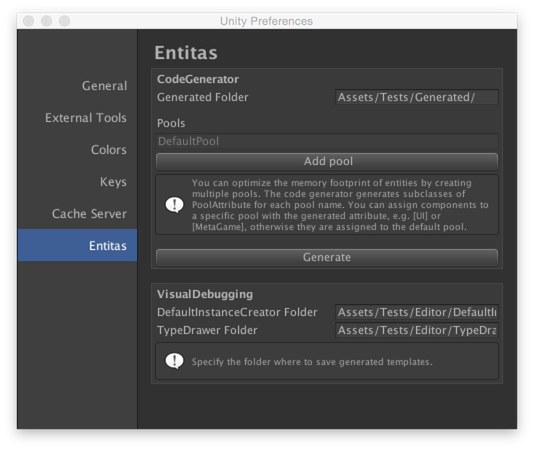 Unity Preferences
General
External Tools
Colors
Keys
Cache Server
Entitas
Entitas
CodeGenerator
Generated Folder Assets/Tests/Generated/
Pools
DefaultPool
Add pool
You can optimize the memory footprint of entities by creating
multiple pools. The code generator generates subclasses of
PoolAttribute for each pool name. You can assign components to
a specific pool with the generated attribute, e.g. [UI] or
[MetaGame], otherwise they are assigned to the default pool.
Generate
VisualDebugging
DefaultInstanceCreator Folder Assets/Tests/Editor/DefaultI
TypeDrawer Folder Assets/Tests/Editor/TypeDra
Specify the folder where to save generated templates.